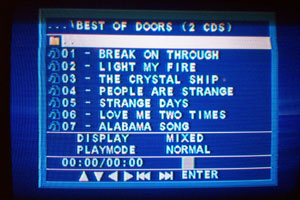 ...\BEST OF DOORS (2 CDS)
..
01 - BREAK ON THROUGH
02 - LIGHT MY FIRE
03 - THE CRYSTAL SHIP
04 - PEOPLE ARE STRANGE
05 - STRANGE DAYS
06 - LOVE ME TWO TIMES
07 - ALABAMA SONG
DISPLAY MIXED
PLAYMODE NORMAL
00:00/00:00
ENTER